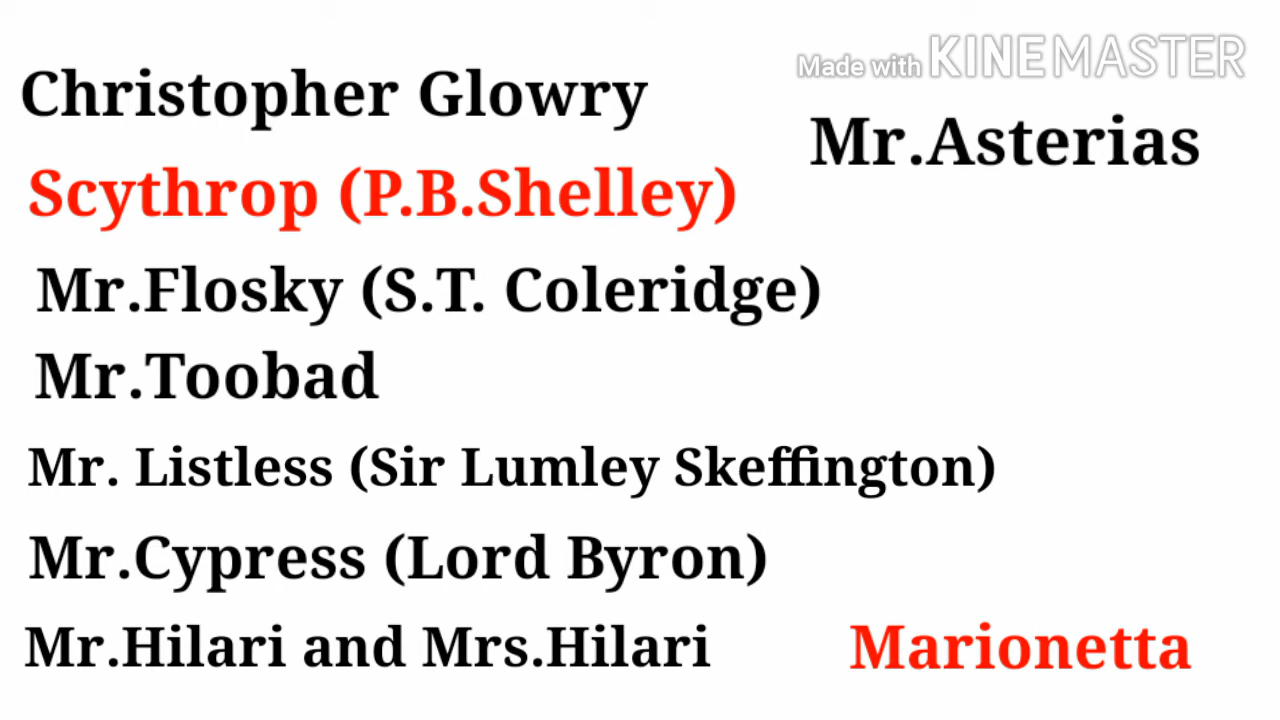 Made with KINEMASTER
Christopher Glowry
Mr.Asterias
Scythrop (P.B.Shelley)
Mr.Flosky (S.T. Coleridge)
Mr.Toobad
Mr. Listless (Sir Lumley Skeffington)
Mr.Cypress (Lord Byron)
Mr.Hilari and Mrs.Hilari
Marionetta